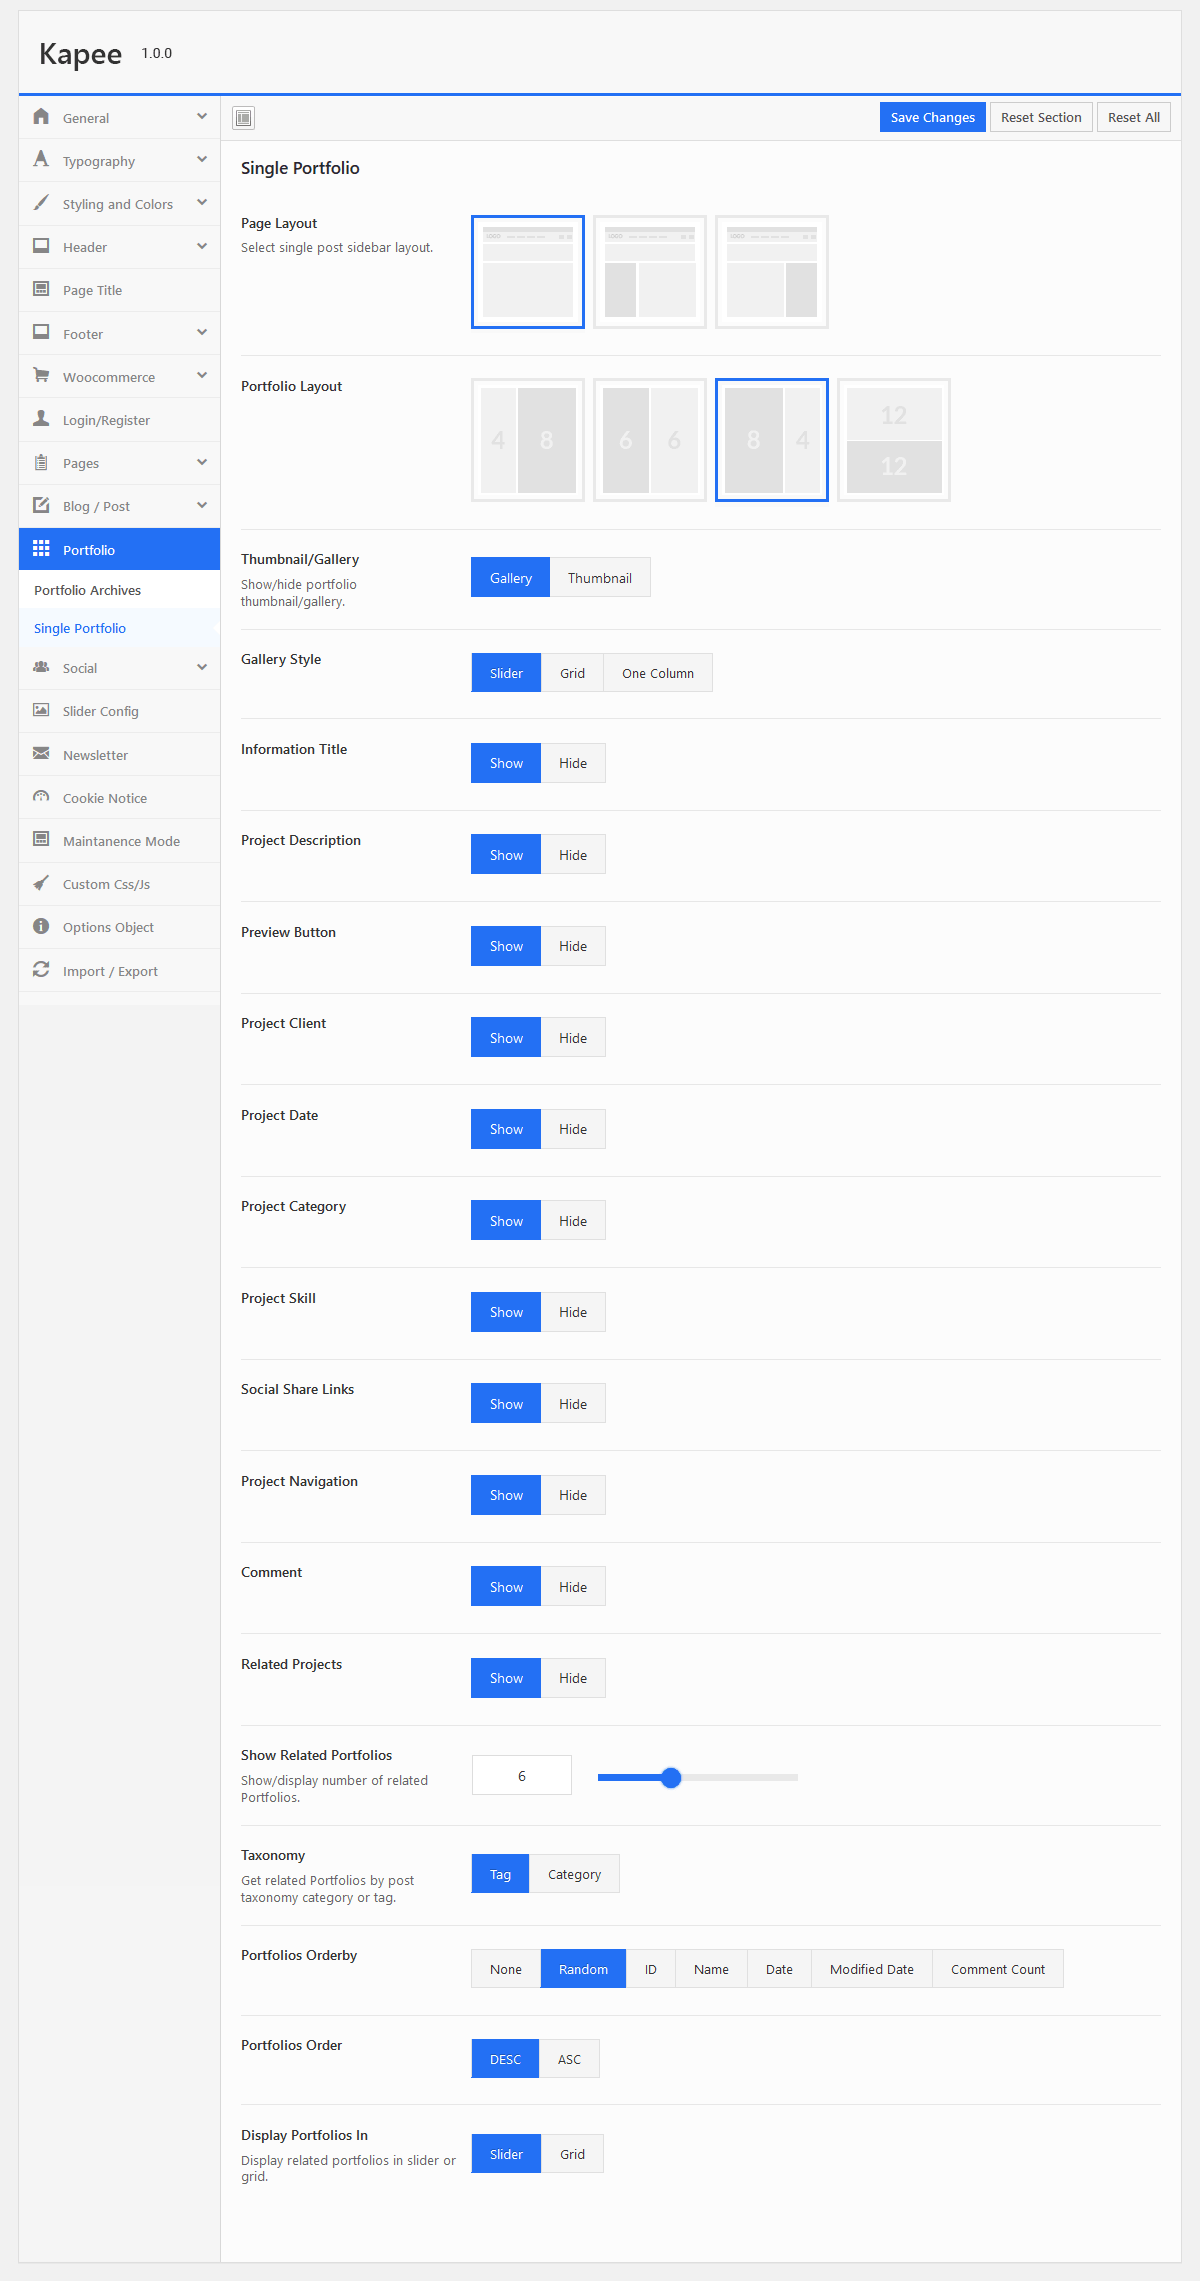 Kapee 1.0.0
General
Typography
Styling and Colors
Header
Page Title
Footer
Woocommerce
Login/Register
Pages
Blog / Post
Portfolio
Portfolio Archives
Single Portfolio
Social
Slider Config
Newsletter
Cookie Notice
Maintanence Mode
Custom Css/Js
Options Object
Import / Export
Save Changes Reset Section Reset All
Single Portfolio
Page Layout
Select single post sidebar layout.
LOGO LOGO LOGO
Portfolio Layout
4 8 6 6 8 4 12
12
Thumbnail/Gallery
Show/hide portfolio
thumbnail/gallery.
Gallery Thumbnail
Gallery Style
Slider Grid One Column
Information Title
Show Hide
Project Description
Show Hide
Preview Button
Show Hide
Project Client
Show Hide
Project Date
Show Hide
Project Category
Show Hide
Project Skill
Show Hide
Social Share Links
Show Hide
Project Navigation
Show Hide
Comment
Show Hide
Related Projects
Show Hide
Show Related Portfolios
Show/display number of related
Portfolios.
6
Taxonomy
Get related Portfolios by post
taxonomy category or tag.
Tag Category
Portfolios Orderby
None Random ID Name Date Modified Date Comment Count
Portfolios Order
DESC ASC
Display Portfolios In
Display related portfolios in slider or
grid.
Slider Grid